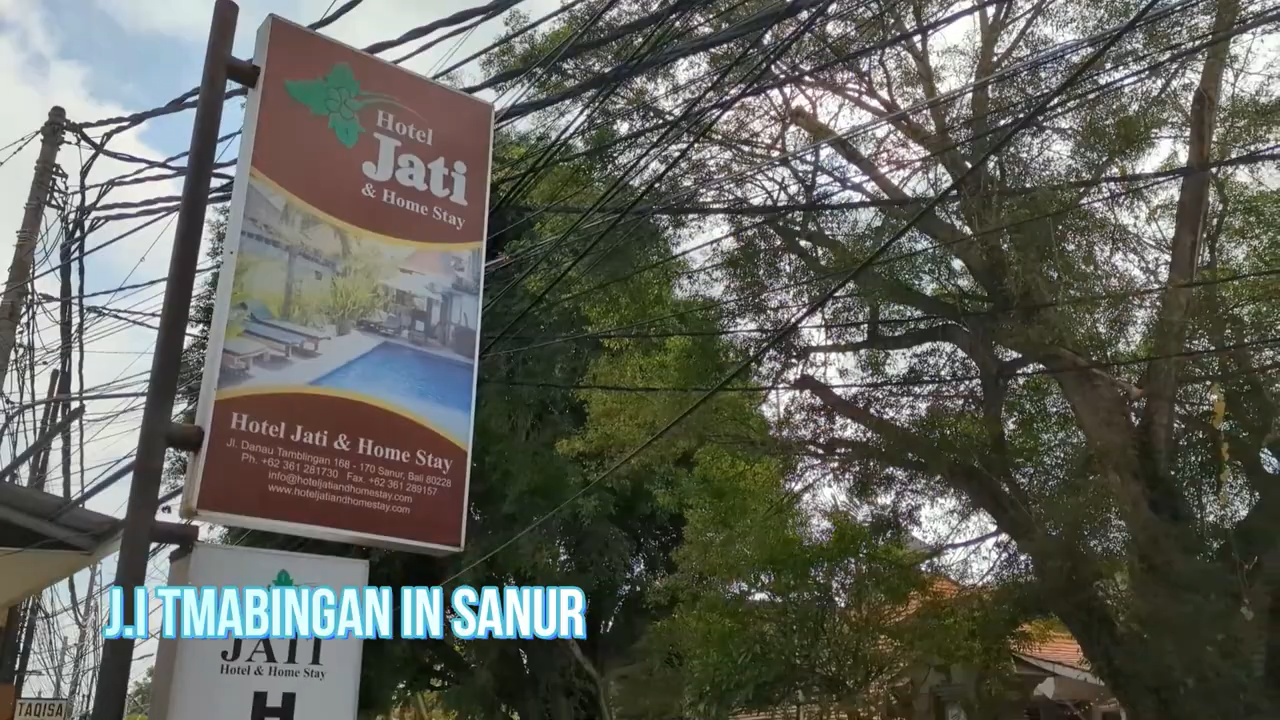 Hotel
Jati
& Home Stay
Hotel Jati & Home Stay
Jl. Danau Tamblingan 168 - 170 Sanur, Bali 80228
Ph. +62 361 281730 Fax. +62 361 289157
info@hoteljatiandhomestay.com
www.hoteljatiandhomestay.com
J.I TMABINGAN IN SANUR
JATI
Hotel & Home Stay
H
TAQISA